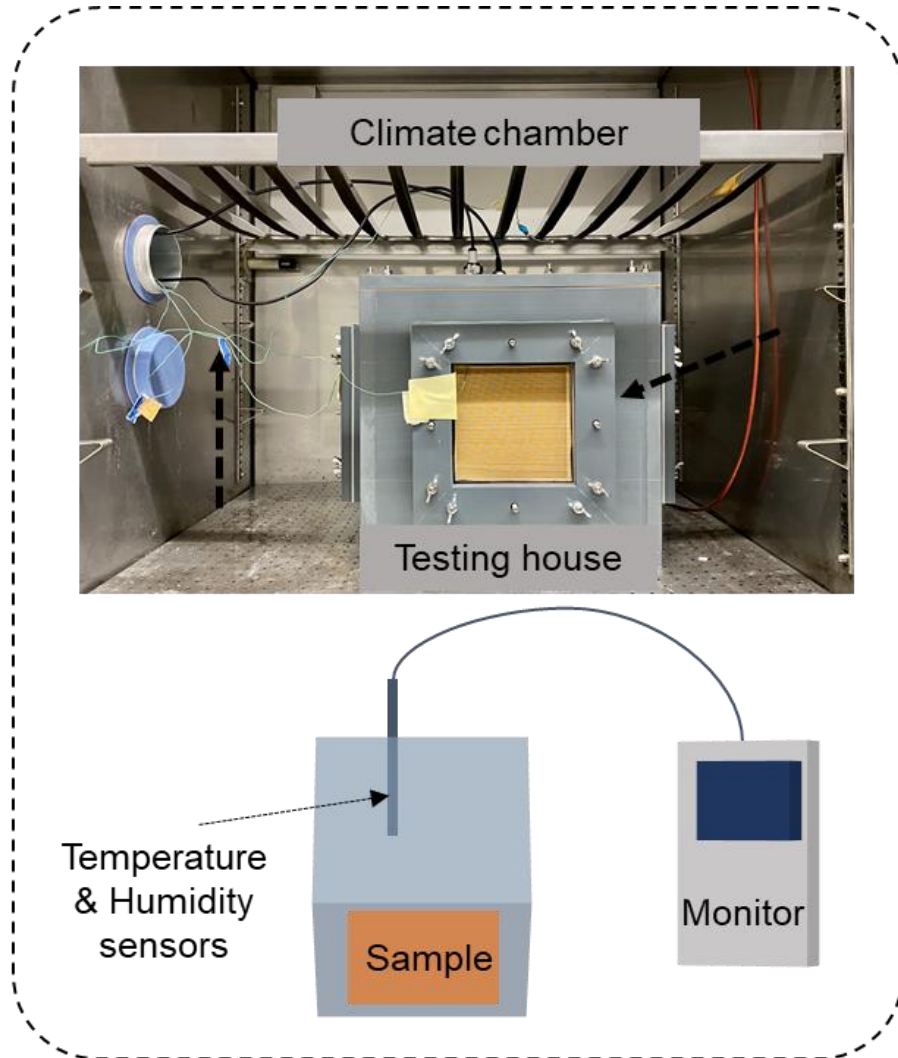 Climate chamber
Testing house
Temperature
& Humidity
sensors
Sample
Monitor